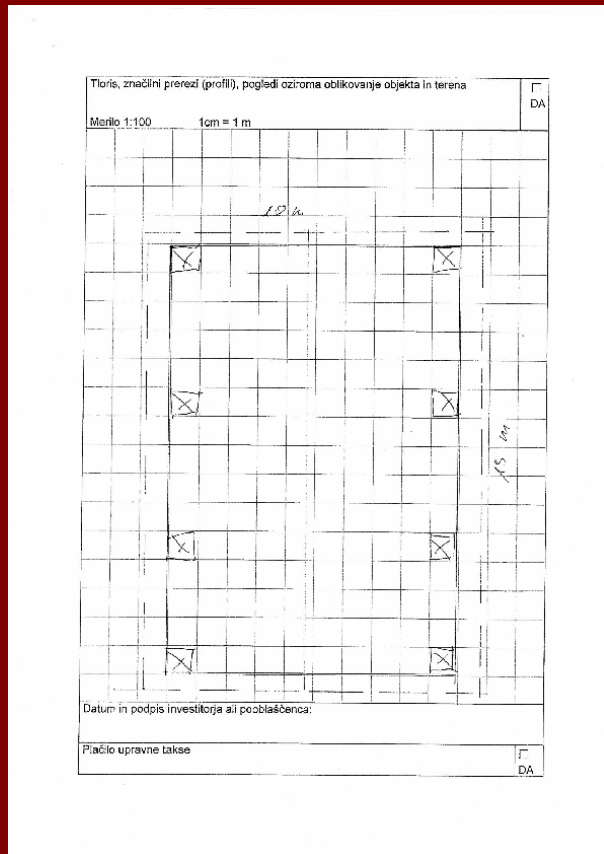 Tloris, značilni prerezi (profili), pogledi oziroma oblikovanje objekta in terena
DA
Merilo 1:100 1cm = 1 m
10 m
15 m
Datum in podpis investitorja ali pooblaščenca:
Plačilo upravne takse
DA